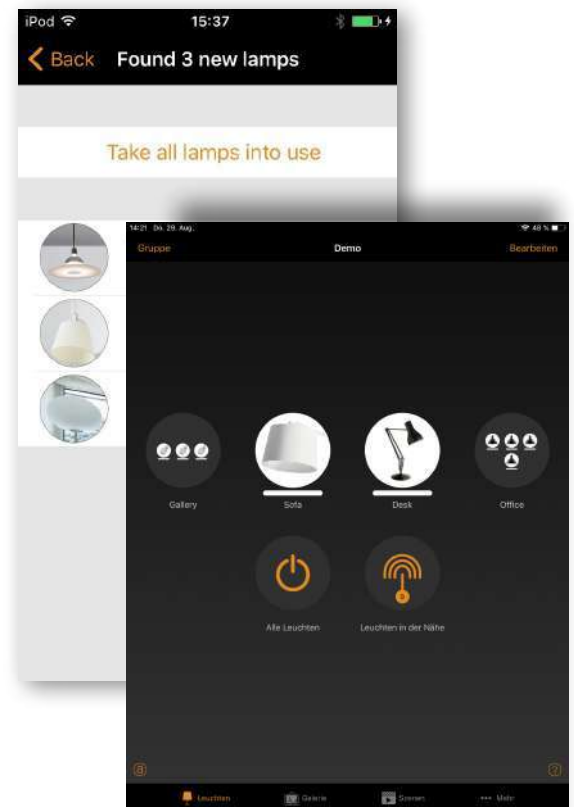 iPod 15:37
Back Found 3 new lamps
Take all lamps into use
14:21 Do. 29. Aug. 48 %
Gruppe Demo Bearbeiten
Gallery Sofa Desk Office
Alle Leuchten Leuchten in der Nähe
Leuchten Galerie Szenen Mehr